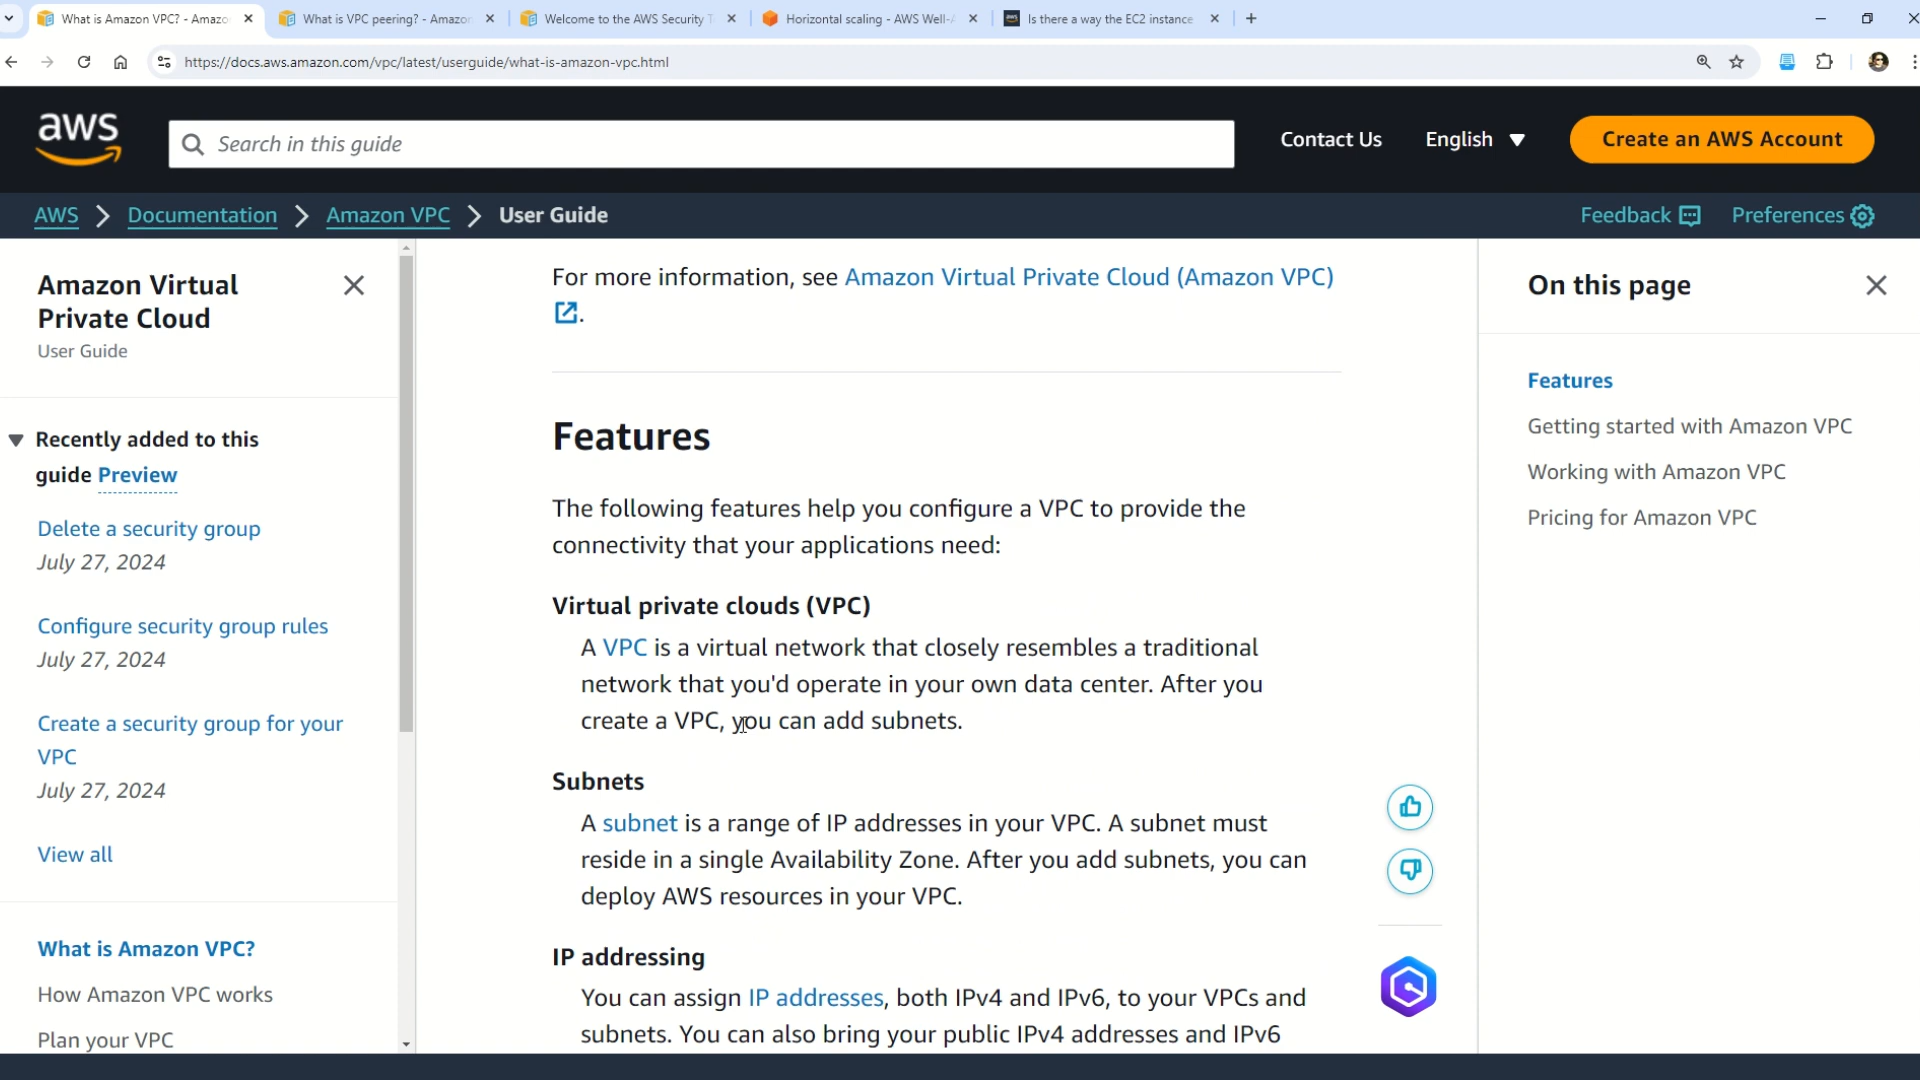 What is Amazon VPC? - Amazo
What is VPC peering? - Amazon
Welcome to the AWS Security T
Horizontal scaling - AWS Well-A
Is there a way the EC2 instance
https://docs.aws.amazon.com/vpc/latest/userguide/what-is-amazon-vpc.html
aws
Search in this guide
Contact Us
English
Create an AWS Account
AWS
Documentation
Amazon VPC
User Guide
Feedback
Preferences
Amazon Virtual
Private Cloud
User Guide
Recently added to this
guide Preview
Delete a security group
July 27, 2024
Configure security group rules
July 27, 2024
Create a security group for your
VPC
July 27, 2024
View all
What is Amazon VPC?
How Amazon VPC works
Plan your VPC
For more information, see Amazon Virtual Private Cloud (Amazon VPC)
.
Features
The following features help you configure a VPC to provide the
connectivity that your applications need:
Virtual private clouds (VPC)
A VPC is a virtual network that closely resembles a traditional
network that you'd operate in your own data center. After you
create a VPC, you can add subnets.
Subnets
A subnet is a range of IP addresses in your VPC. A subnet must
reside in a single Availability Zone. After you add subnets, you can
deploy AWS resources in your VPC.
IP addressing
You can assign IP addresses, both IPv4 and IPv6, to your VPCs and
subnets. You can also bring your public IPv4 addresses and IPv6
On this page
Features
Getting started with Amazon VPC
Working with Amazon VPC
Pricing for Amazon VPC